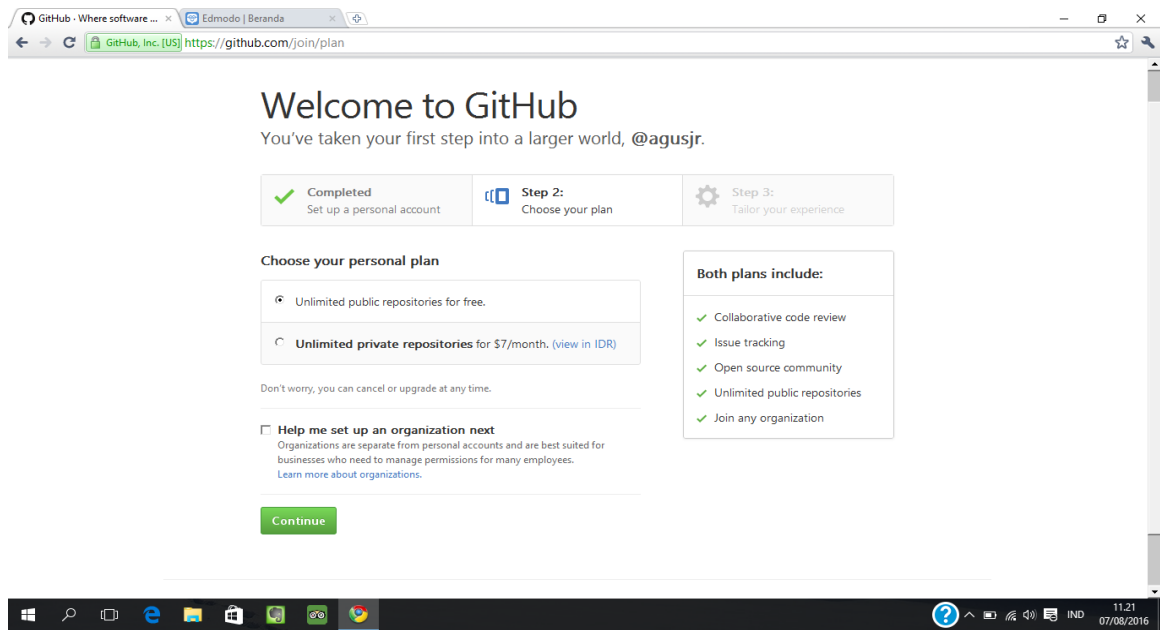 GitHub · Where software ...
Edmodo | Beranda
GitHub, Inc. [US] https://github.com/join/plan
Welcome to GitHub
You've taken your first step into a larger world, @agusjr.
Completed
Set up a personal account
Step 2:
Choose your plan
Step 3:
Tailor your experience
Choose your personal plan
Unlimited public repositories for free.
Unlimited private repositories for $7/month. (view in IDR)
Don't worry, you can cancel or upgrade at any time.
Help me set up an organization next
Organizations are separate from personal accounts and are best suited for
businesses who need to manage permissions for many employees.
Learn more about organizations.
Continue
Both plans include:
Collaborative code review
Issue tracking
Open source community
Unlimited public repositories
Join any organization
IND
11.21
07/08/2016